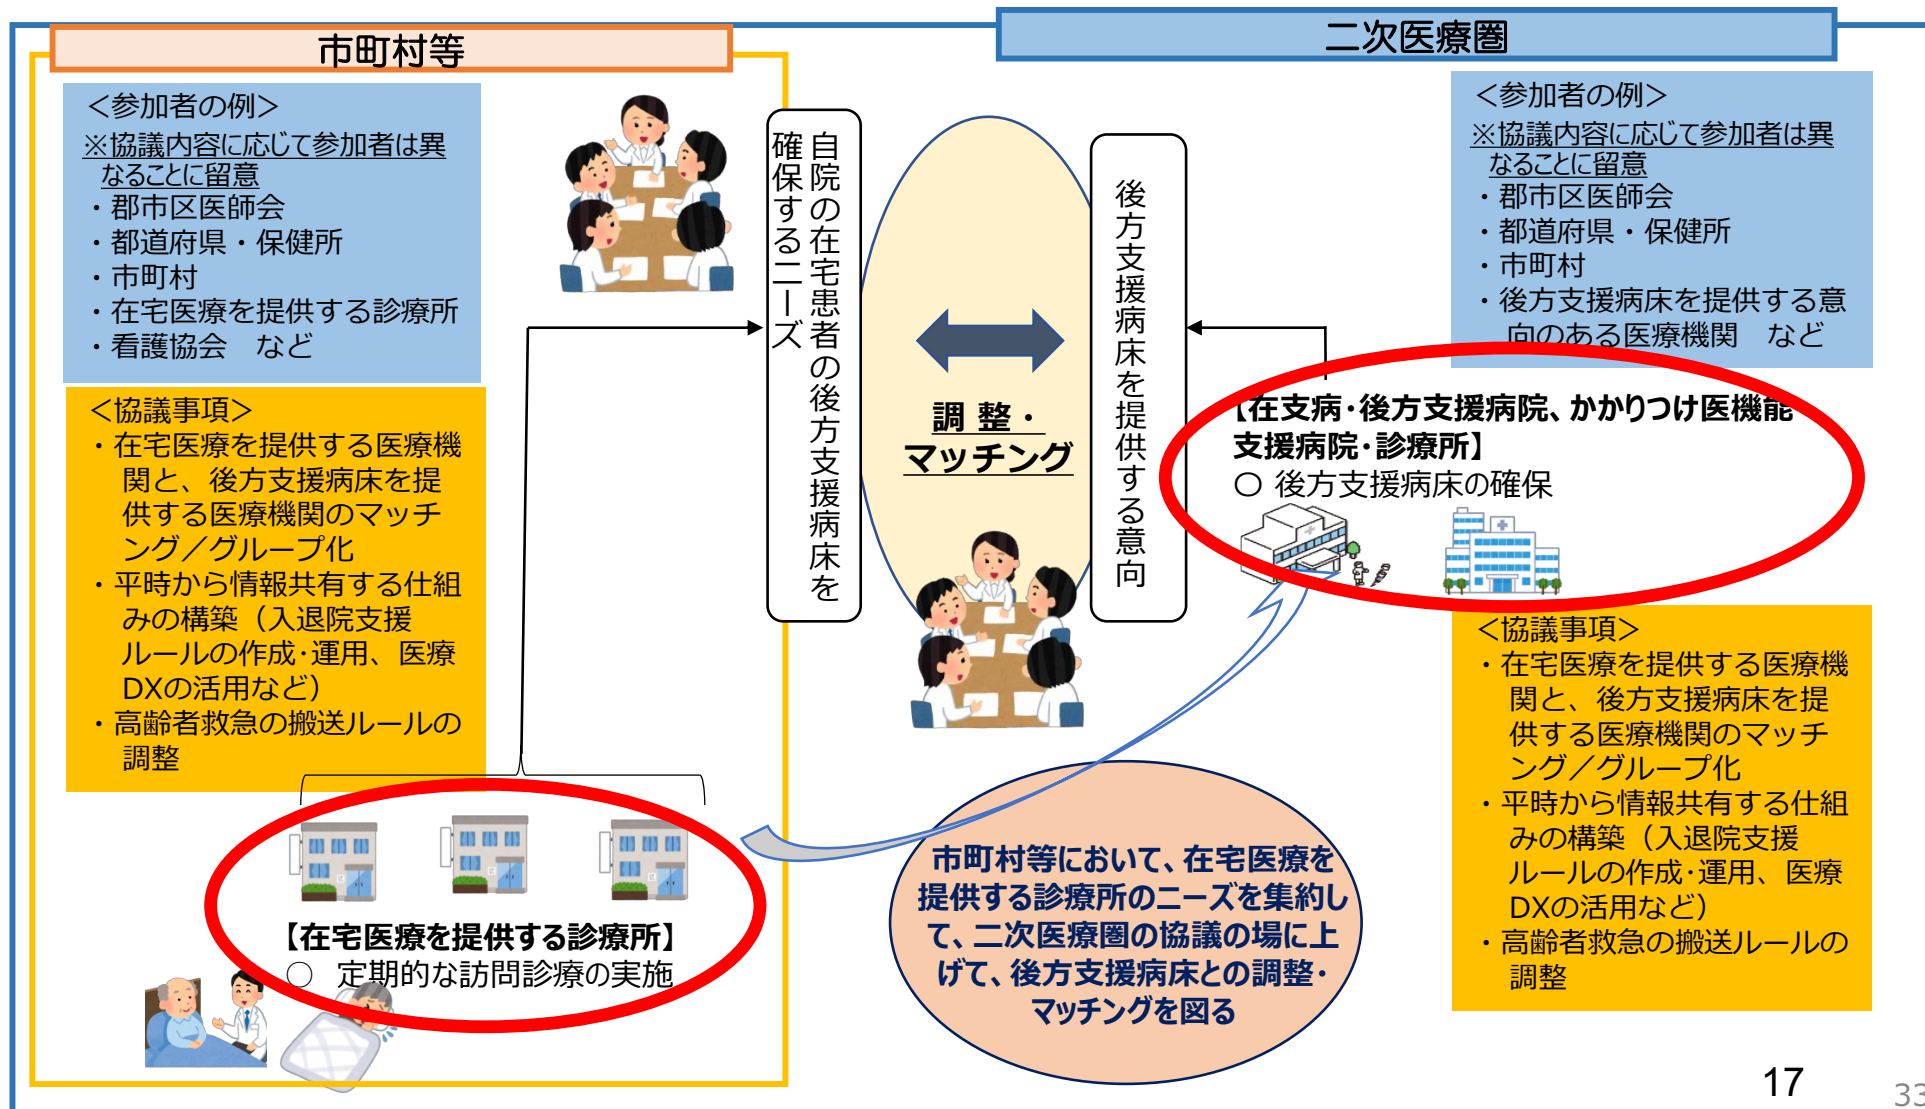 市町村等
二次医療圏
＜参加者の例＞
※協議内容に応じて参加者は異
なることに留意
・郡市区医師会
・都道府県・保健所
・市町村
・在宅医療を提供する診療所
・看護協会　など
＜協議事項＞
・在宅医療を提供する医療機
関と、後方支援病床を提
供する医療機関のマッチ
ング／グループ化
・平時から情報共有する仕組
みの構築（入退院支援
ルールの作成・運用、医療
DXの活用など）
・高齢者救急の搬送ルールの
調整
【在宅医療を提供する診療所】
○　定期的な訪問診療の実施
自院の在宅患者の後方支援病床を
確保するニーズ
調 整・
マッチング
後方支援病床を提供する意向
市町村等において、在宅医療を
提供する診療所のニーズを集約し
て、二次医療圏の協議の場に上
げて、後方支援病床との調整・
マッチングを図る
＜参加者の例＞
※協議内容に応じて参加者は異
なることに留意
・郡市区医師会
・都道府県・保健所
・市町村
・後方支援病床を提供する意
向のある医療機関　など
【在支病・後方支援病院、かかりつけ医機能
支援病院・診療所】
○ 後方支援病床の確保
＜協議事項＞
・在宅医療を提供する医療機
関と、後方支援病床を提
供する医療機関のマッチ
ング／グループ化
・平時から情報共有する仕組
みの構築（入退院支援
ルールの作成・運用、医療
DXの活用など）
・高齢者救急の搬送ルールの
調整
17
33